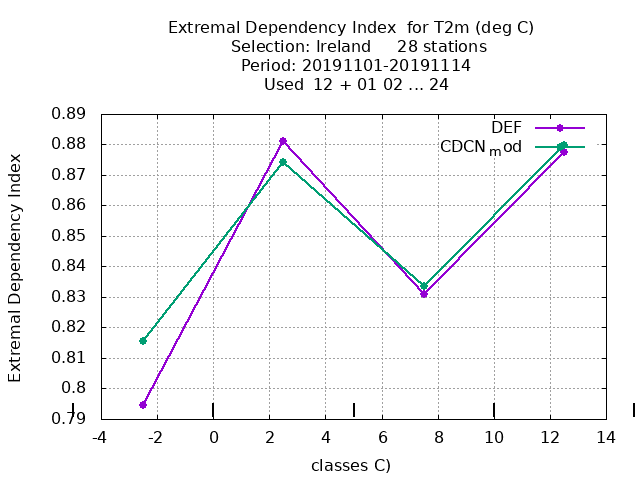 Extremal Dependency Index  for T2m (deg C)
Selection: Ireland     28 stations
Period: 20191101-20191114
Used  12 + 01 02 ... 24
0.89
0.88
0.87
0.86
0.85
0.84
0.83
0.82
0.81
0.8
0.79
Extremal Dependency Index
DEF
CDCN_mod
-4 -2 0 2 4 6 8 10 12 14
classes C)